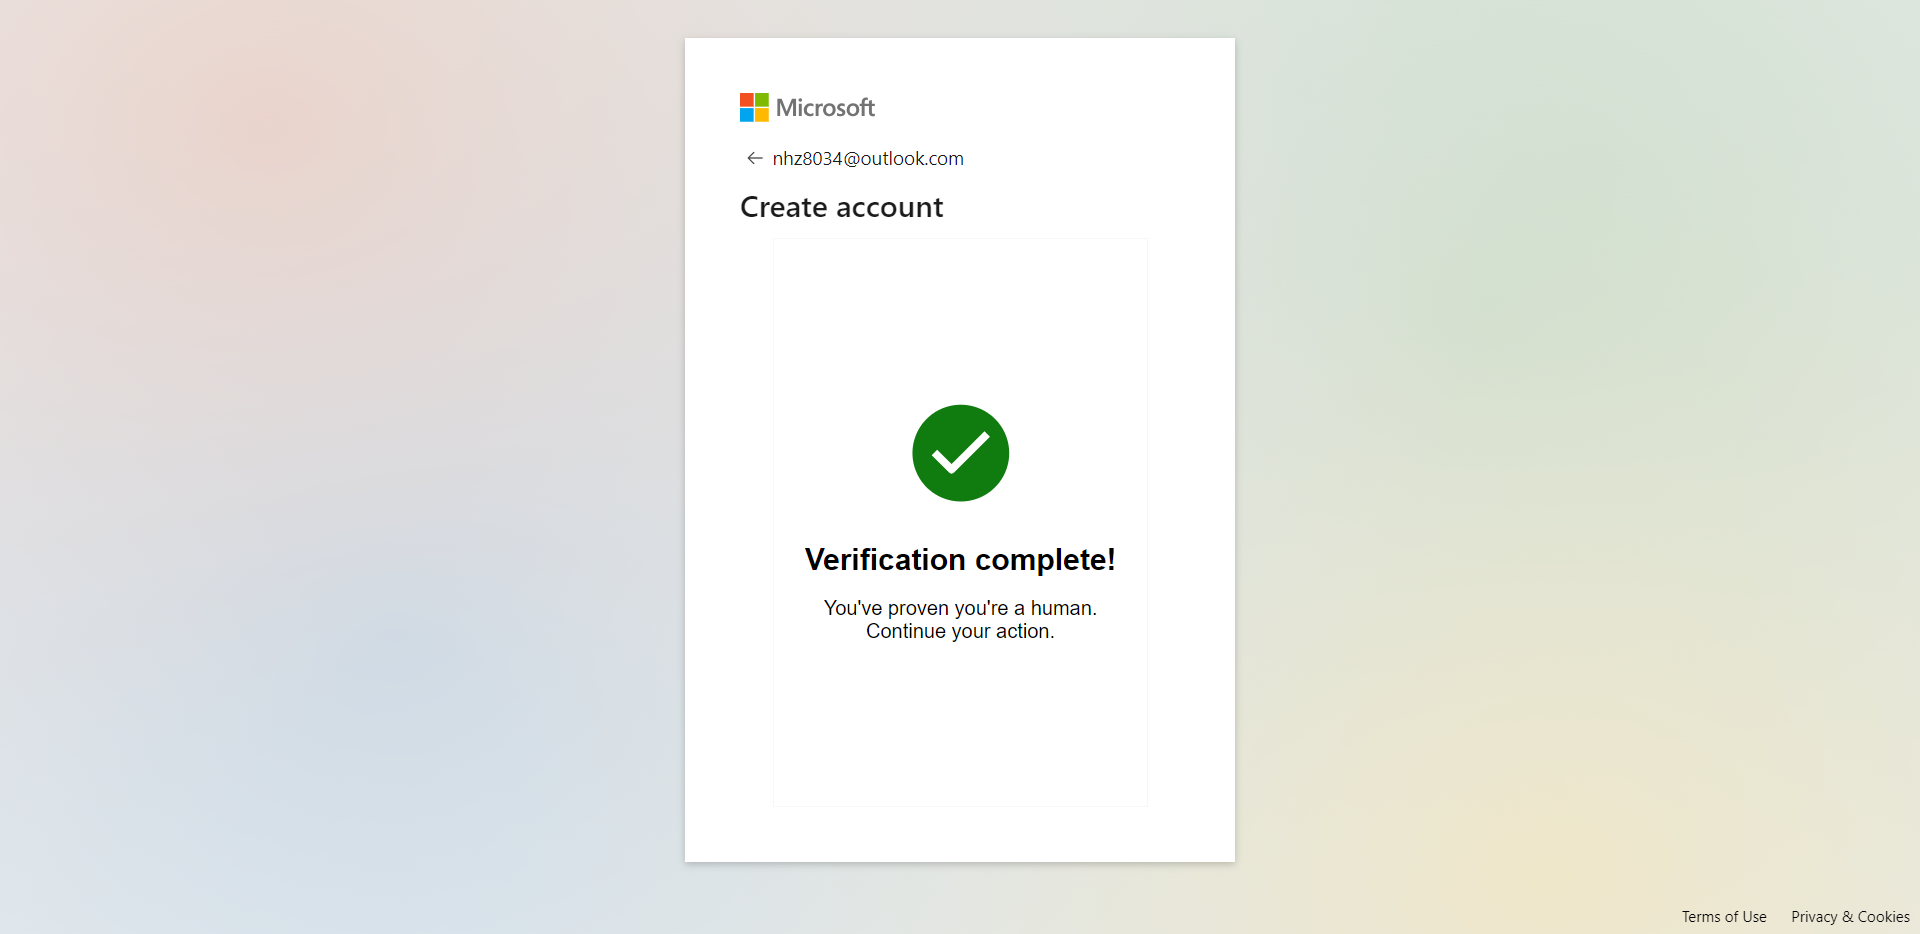 Microsoft
nhz8034@outlook.com
Create account
Verification complete!
You've proven you're a human.
Continue your action.
Terms of Use
Privacy & Cookies